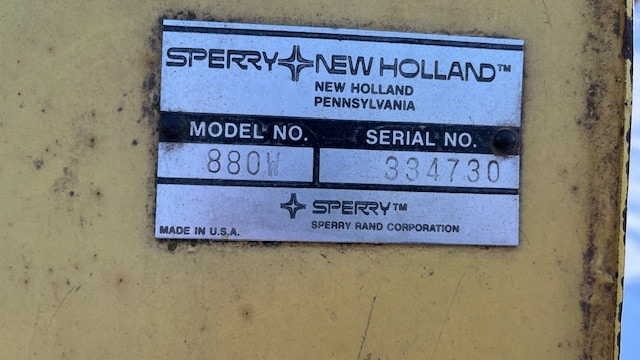 SPERRY NEW HOLLAND™
NEW HOLLAND
PENNSYLVANIA
MODEL NO. SERIAL NO.
880W 334730
SPERRY™
MADE IN U.S.A. SPERRY RAND CORPORATION